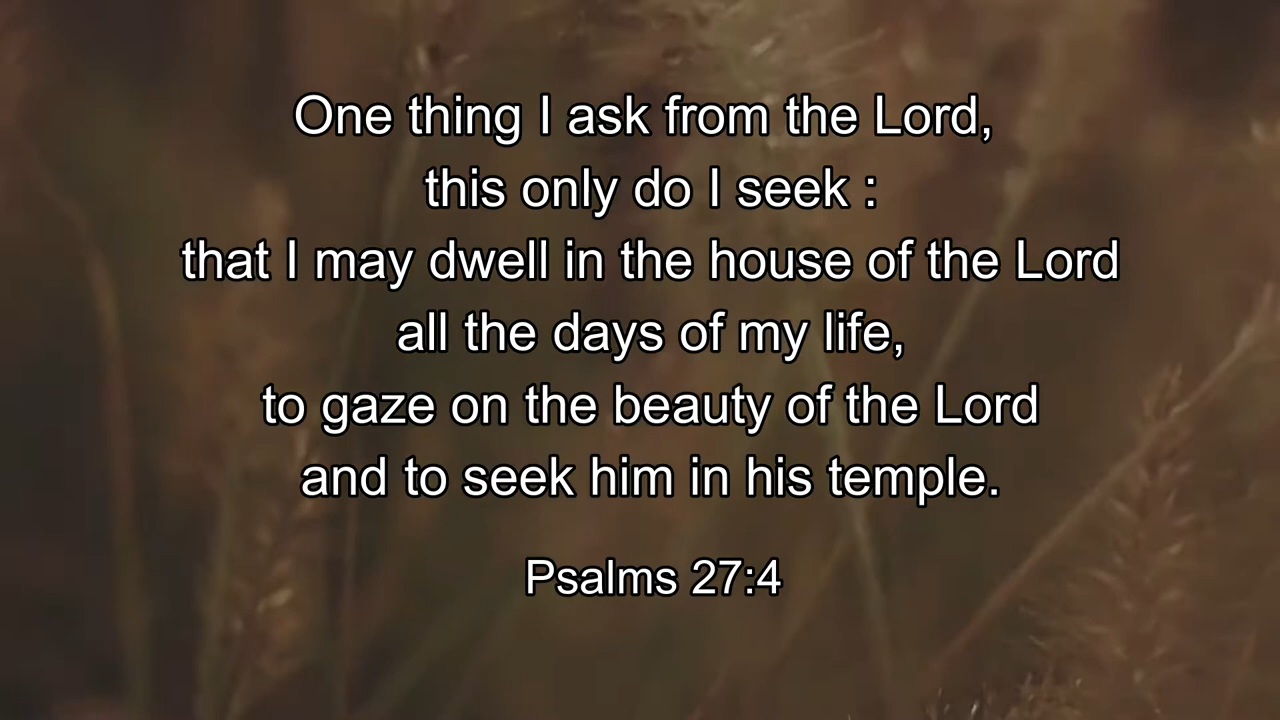 One thing I ask from the Lord,
this only do I seek :
that I may dwell in the house of the Lord
all the days of my life,
to gaze on the beauty of the Lord
and to seek him in his temple.
Psalms 27:4